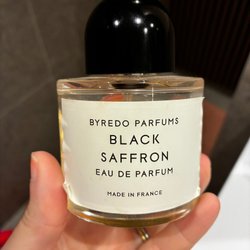 BYREDO PARFUMS
BLACK
SAFFRON
EAU DE PARFUM
MADE IN FRANCE